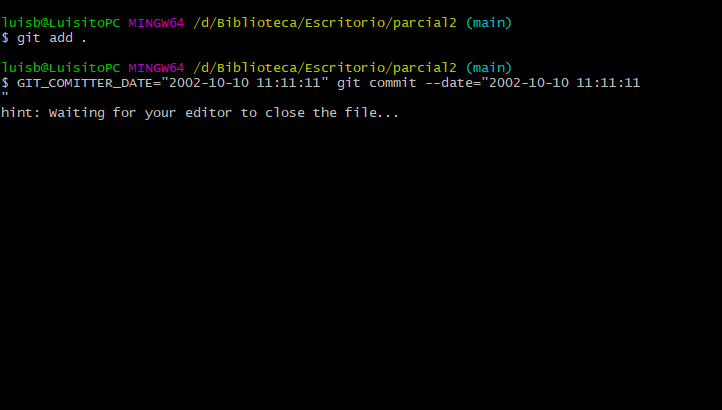 luisb@LuisitoPC MINGW64 /d/Biblioteca/Escritorio/parcial2 (main)
$ git add .
luisb@LuisitoPC MINGW64 /d/Biblioteca/Escritorio/parcial2 (main)
$ GIT_COMITTER_DATE="2002-10-10 11:11:11" git commit --date="2002-10-10 11:11:11
"
hint: Waiting for your editor to close the file...